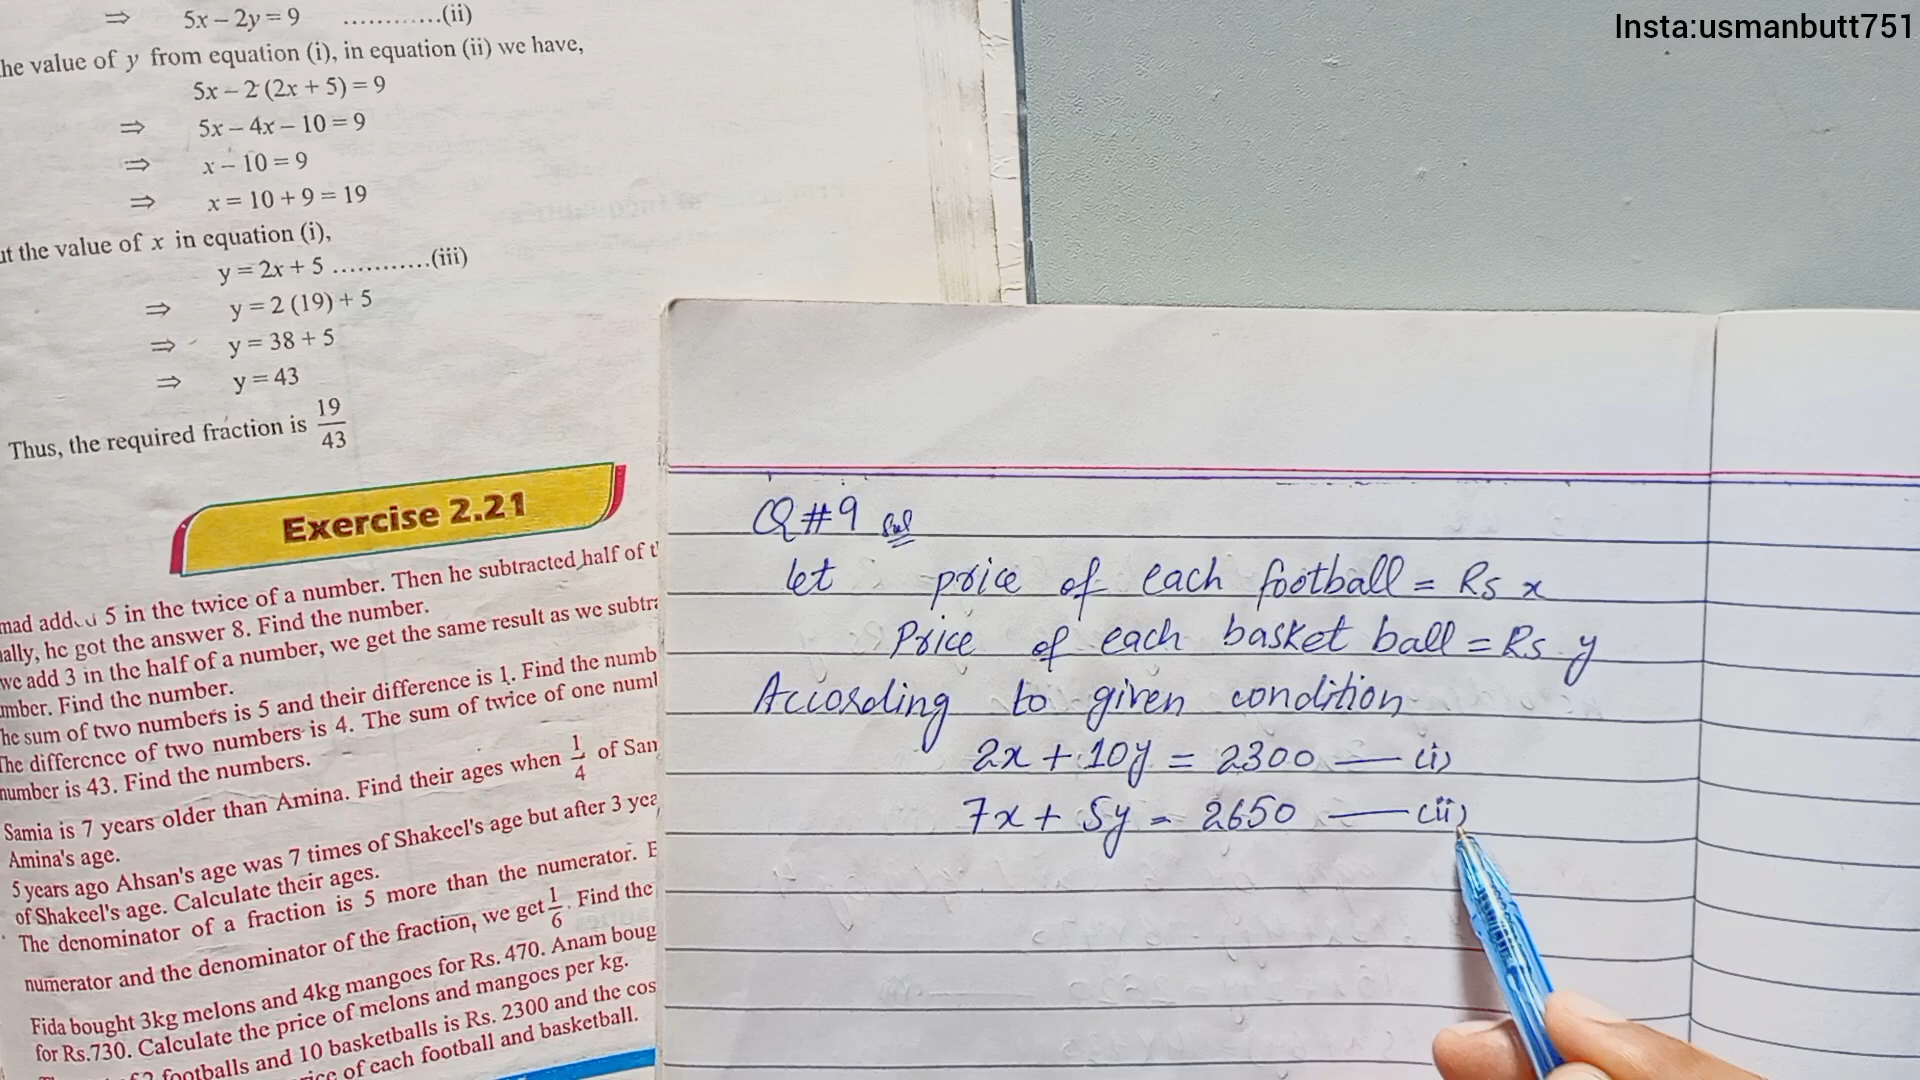 Insta:usmanbutt751
⇒ 5x – 2y = 9 ............(ii)
he value of y from equation (i), in equation (ii) we have,
5x – 2 (2x + 5) = 9
⇒ 5x – 4x – 10 = 9
⇒ x – 10 = 9
⇒ x = 10 + 9 = 19
ut the value of x in equation (i),
y = 2x + 5 ............(iii)
⇒ y = 2 (19) + 5
⇒ y = 38 + 5
⇒ y = 43
Thus, the required fraction is 19/43
Exercise 2.21
mad add 5 in the twice of a number. Then he subtracted half of t
ally, he got the answer 8. Find the number.
we add 3 in the half of a number, we get the same result as we subtra
umber. Find the number.
he sum of two numbers is 5 and their difference is 1. Find the numb
The difference of two numbers is 4. The sum of twice of one numl
number is 43. Find the numbers.
Samia is 7 years older than Amina. Find their ages when 1/4 of San
Amina's age.
5 years ago Ahsan's age was 7 times of Shakeel's age but after 3 yea
of Shakeel's age. Calculate their ages.
The denominator of a fraction is 5 more than the numerator. B
numerator and the denominator of the fraction, we get 1/6. Find the
Fida bought 3kg melons and 4kg mangoes for Rs. 470. Anam boug
for Rs.730. Calculate the price of melons and mangoes per kg.
2 footballs and 10 basketballs is Rs. 2300 and the cos
ice of each football and basketball.
Q#9 Sol
let price of each football = Rs x
Price of each basket ball = Rs y
According to given condition
2x + 10y = 2300 — (i)
7x + 5y = 2650 — (ii)